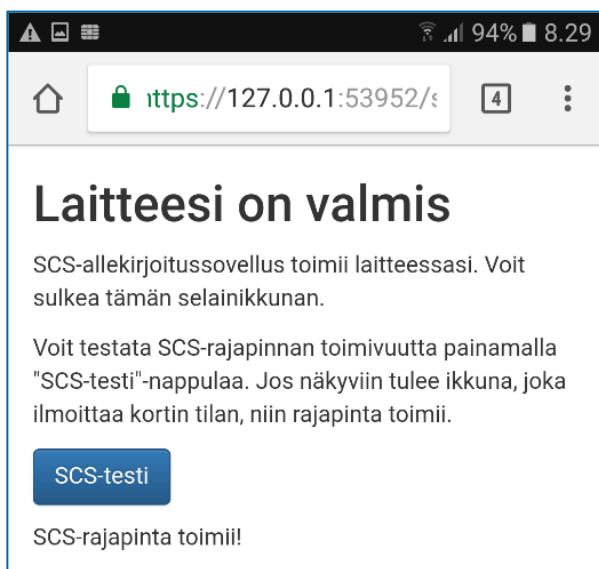 94% 8.29
https://127.0.0.1:53952/s 4
Laitteesi on valmis
SCS-allekirjoitussovellus toimii laitteessasi. Voit
sulkea tämän selainikkunan.
Voit testata SCS-rajapinnan toimivuutta painamalla
"SCS-testi"-nappulaa. Jos näkyviin tulee ikkuna, joka
ilmoittaa kortin tilan, niin rajapinta toimii.
SCS-testi
SCS-rajapinta toimii!